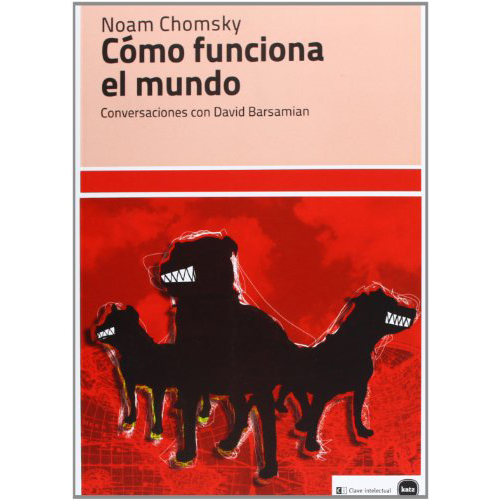 Noam Chomsky
Cómo funciona
el mundo
Conversaciones con David Barsamian
Clave Intelectual
katz